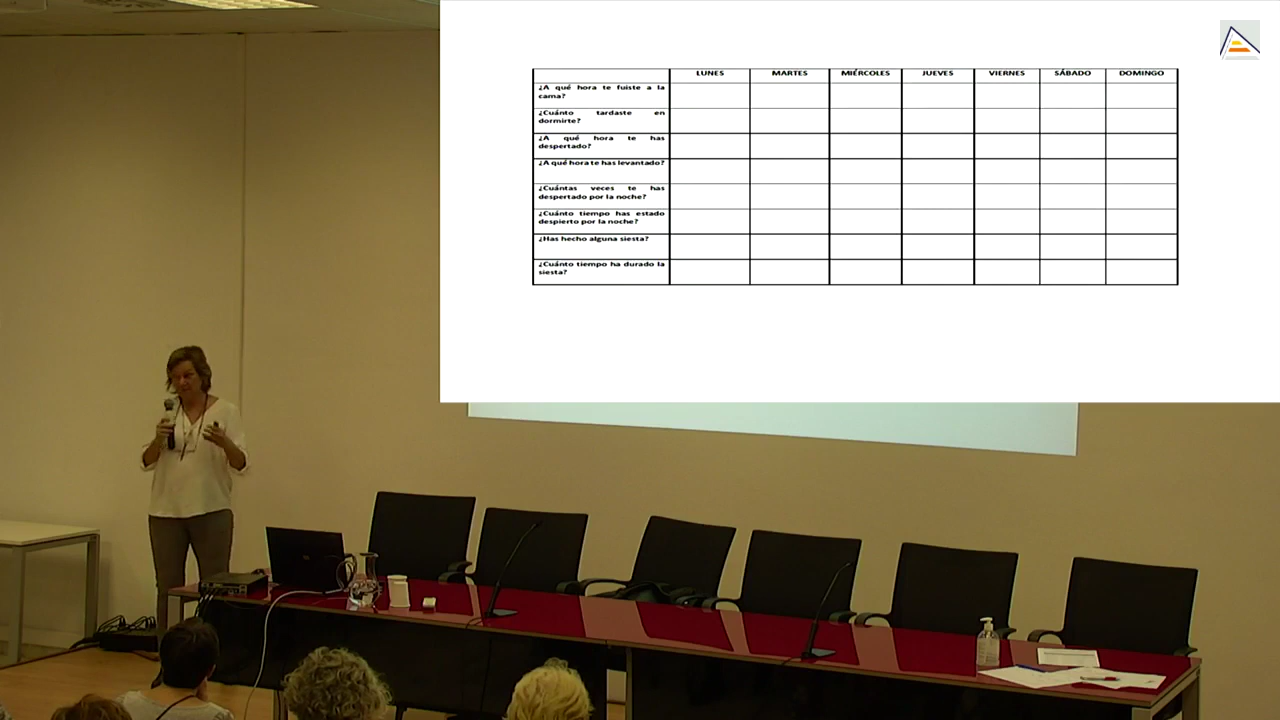 LUNES MARTES MIÉRCOLES JUEVES VIERNES SÁBADO DOMINGO
¿A qué hora te fuiste a la
cama?
¿Cuánto tardaste en
dormirte?
¿A qué hora te has
despertado?
¿A qué hora te has levantado?
¿Cuántas veces te has
despertado por la noche?
¿Cuánto tiempo has estado
despierto por la noche?
¿Has hecho alguna siesta?
¿Cuánto tiempo ha durado la
siesta?